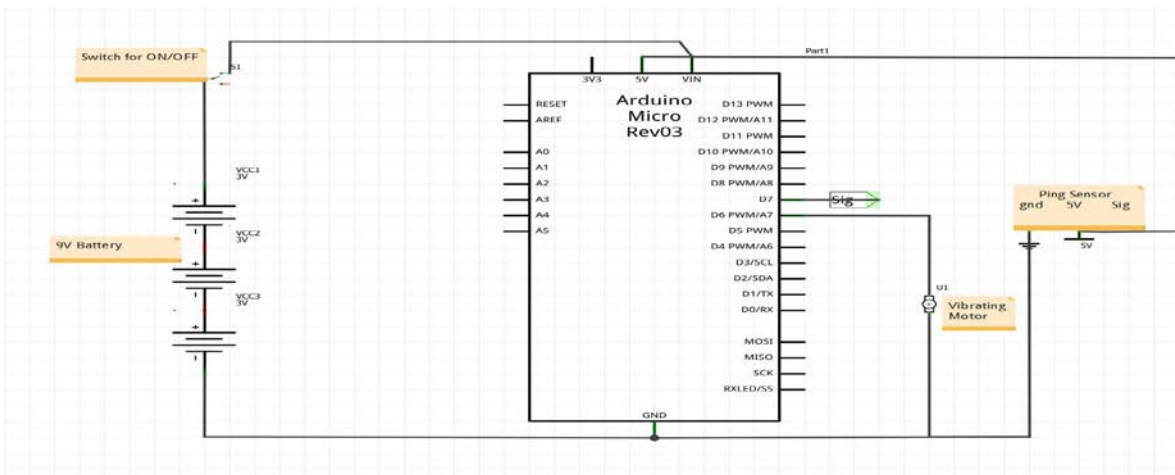 Switch for ON/OFF
S1
Part1
3V3 5V VIN
Arduino
Micro
Rev03
RESET
AREF
A0
A1
A2
A3
A4
A5
D13 PWM
D12 PWM/A11
D11 PWM
D10 PWM/A10
D9 PWM/A9
D8 PWM/A8
D7
D6 PWM/A7
D5 PWM
D4 PWM/A6
D3/SCL
D2/SDA
D1/TX
D0/RX
MOSI
MISO
SCK
RXLED/SS
GND
Sig
VCC1
3V
VCC2
3V
VCC3
3V
9V Battery
Ping Sensor
gnd 5V Sig
5V
U1
Vibrating
Motor